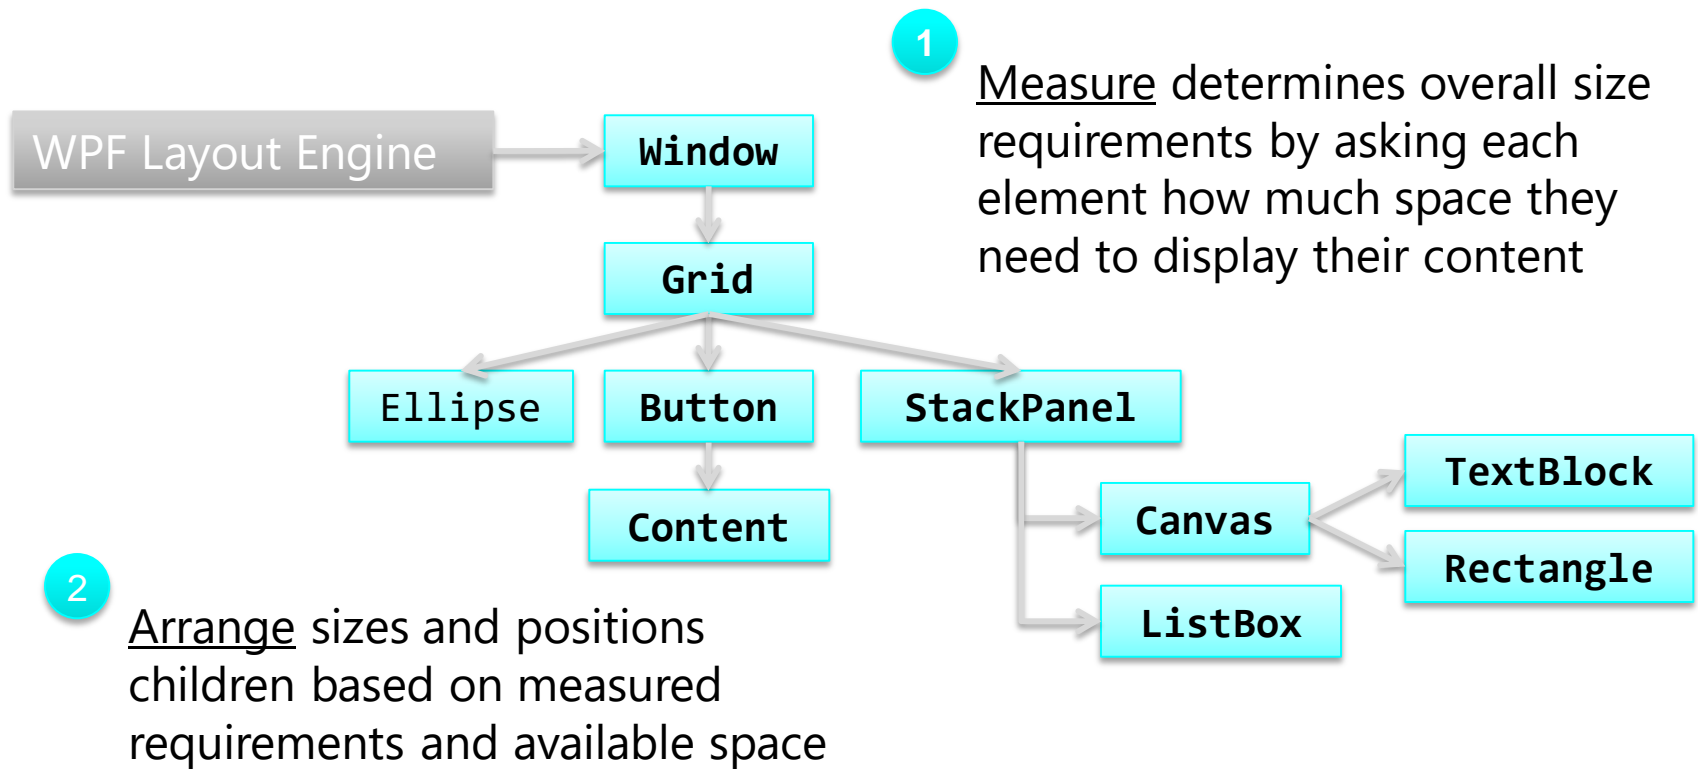 1
Measure determines overall size
requirements by asking each
element how much space they
need to display their content
WPF Layout Engine
Window
Grid
Ellipse
Button
StackPanel
Content
Canvas
TextBlock
Rectangle
ListBox
2
Arrange sizes and positions
children based on measured
requirements and available space